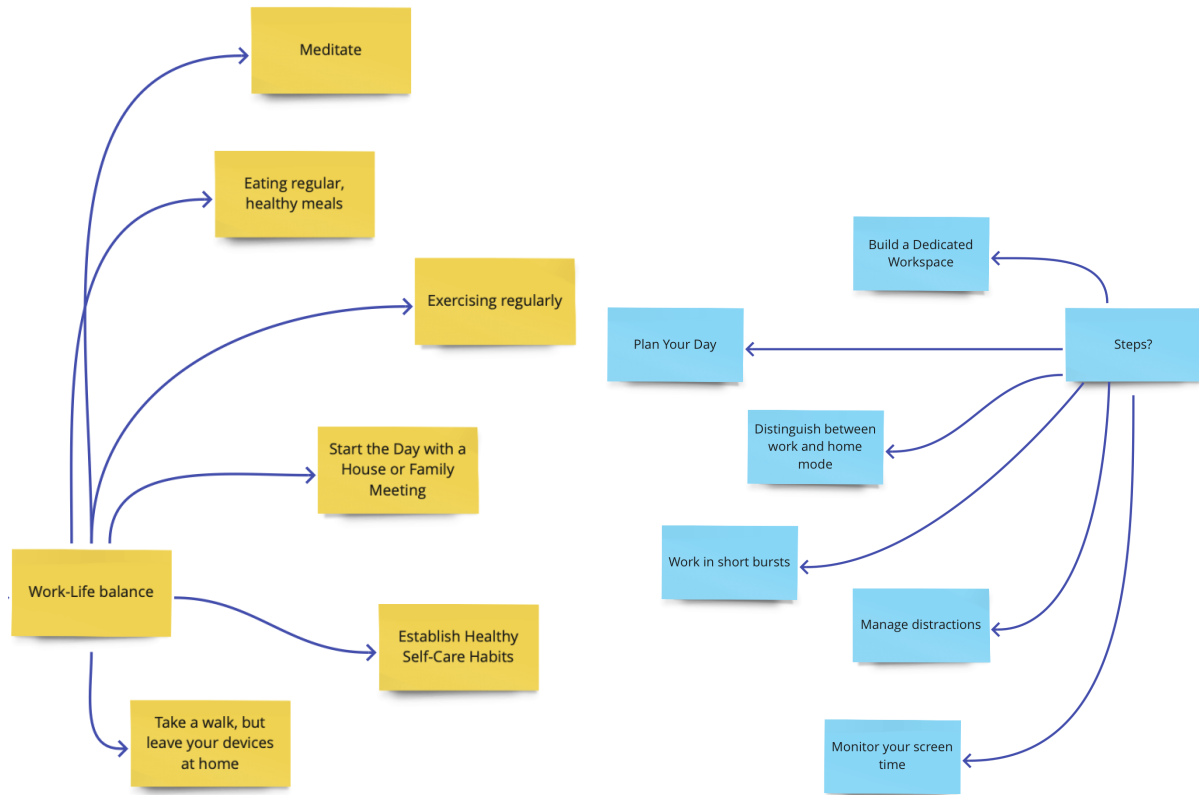 Meditate
Eating regular,
healthy meals
Exercising regularly
Start the Day with a
House or Family
Meeting
Work-Life balance
Establish Healthy
Self-Care Habits
Take a walk, but
leave your devices
at home
Build a Dedicated
Workspace
Steps?
Plan Your Day
Distinguish between
work and home
mode
Work in short bursts
Manage distractions
Monitor your screen
time